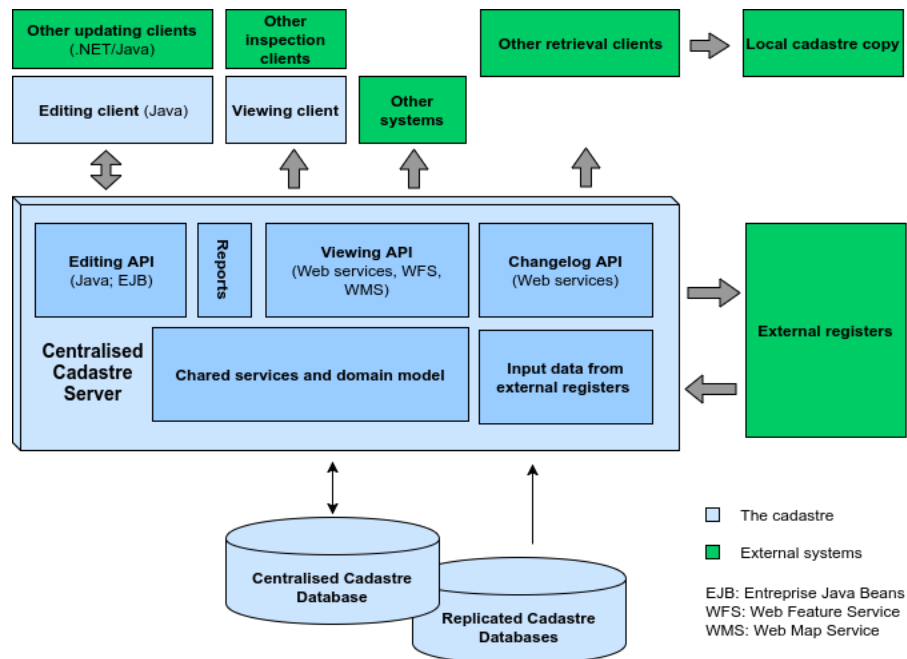 Other updating clients
(.NET/Java)
Other
inspection
clients
Other retrieval clients
Local cadastre copy
Editing client (Java)
Viewing client
Other
systems
Editing API
(Java; EJB)
Reports
Viewing API
(Web services, WFS,
WMS)
Changelog API
(Web services)
External registers
Centralised
Cadastre
Server
Chared services and domain model
Input data from
external registers
Centralised Cadastre
Database
Replicated Cadastre
Databases
The cadastre
External systems
EJB: Entreprise Java Beans
WFS: Web Feature Service
WMS: Web Map Service